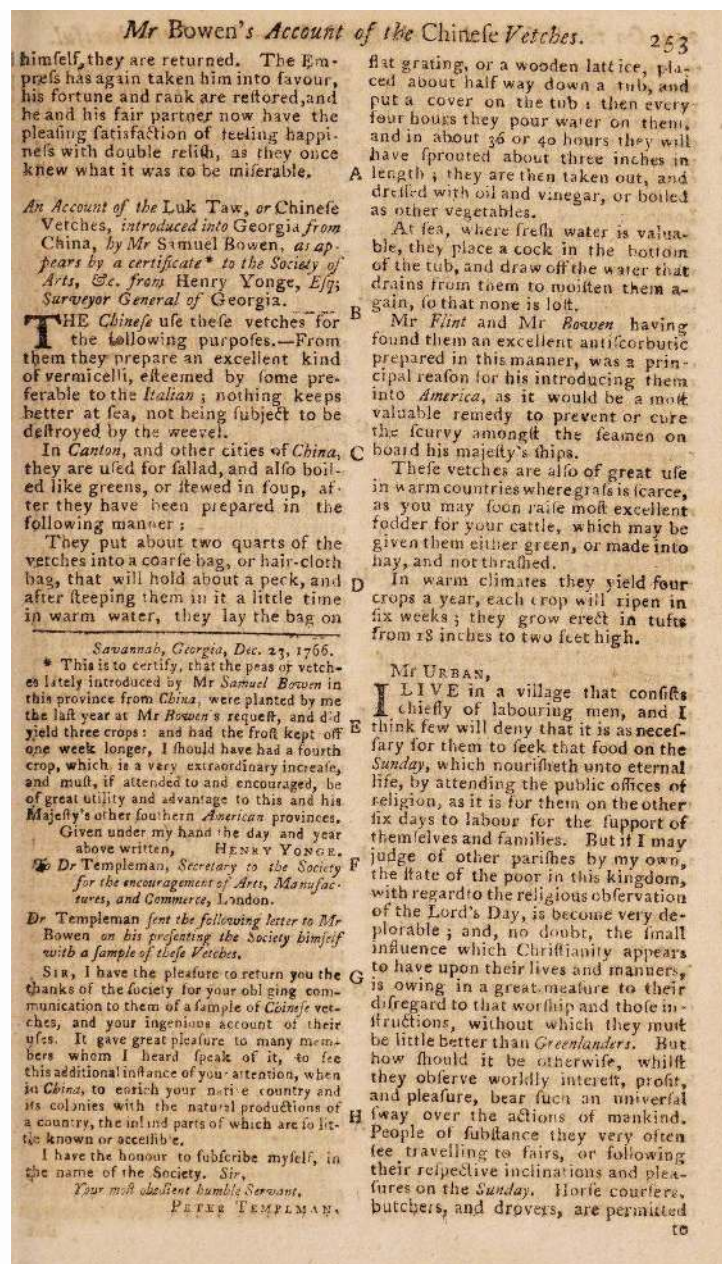 Mr Bowen's Account of the Chineſe Vetches. 253
himſelf, they are returned. The Em-
preſs has again taken him into favour,
his fortune and rank are reſtored, and
he and his fair partner now have the
pleaſing ſatisfaction of feeling happi-
neſs with double reliſh, as they once
knew what it was to be miſerable.
An Account of the Luk Taw, or Chineſe
Vetches, introduced into Georgia from
China, by Mr Samuel Bowen, as ap-
pears by a certificate* to the Society of
Arts, &c. from Henry Yonge, Eſq;
Surveyor General of Georgia.
THE Chineſe uſe theſe vetches for
the following purpoſes.—From
them they prepare an excellent kind
of vermicelli, eſteemed by ſome pre-
ferable to the Italian; nothing keeps
better at ſea, not being ſubject to be
deſtroyed by the weevel.
In Canton, and other cities of China,
they are uſed for ſallad, and alſo boil-
ed like greens, or ſtewed in ſoup, af-
ter they have been prepared in the
following manner:
They put about two quarts of the
vetches into a coarſe bag, or hair-cloth
bag, that will hold about a peck, and
after ſteeping them in it a little time
in warm water, they lay the bag on
Savannah, Georgia, Dec. 23, 1766.
* This is to certify, that the peas or vetch-
es lately introduced by Mr Samuel Bowen in
this province from China, were planted by me
the laſt year at Mr Bowen's requeſt, and did
yield three crops: and had the froſt kept off
one week longer, I ſhould have had a fourth
crop, which is a very extraordinary increaſe,
and muſt, if attended to and encouraged, be
of great utility and advantage to this and his
Majeſty's other ſouthern American provinces.
Given under my hand the day and year
above written, HENRY YONGE.
To Dr Templeman, Secretary to the Society
for the encouragement of Arts, Manufac-
tures, and Commerce, London.
Dr Templeman ſent the following letter to Mr
Bowen on his preſenting the Society himſelf
with a ſample of theſe Vetches.
SIR, I have the pleaſure to return you the
thanks of the ſociety for your obliging com-
munication to them of a ſample of Chineſe vet-
ches, and your ingenious account of their
uſes. It gave great pleaſure to many mem-
bers whom I heard ſpeak of it, to ſee
this additional inſtance of your attention, when
in China, to enrich your native country and
its colonies with the natural productions of
a country, the inland parts of which are ſo lit-
tle known or acceſſible.
I have the honour to ſubſcribe myſelf, in
the name of the Society. Sir,
Your moſt obedient humble Servant,
PETER TEMPLMAN.
A
B
C
D
E
F
G
H
flat grating, or a wooden lattice, pla-
ced about half way down a tub, and
put a cover on the tub: then every
four hours they pour water on them,
and in about 36 or 40 hours they will
have ſprouted about three inches in
length; they are then taken out, and
dreſſed with oil and vinegar, or boiled
as other vegetables.
At ſea, where freſh water is valua-
ble, they place a cock in the bottom
of the tub, and draw off the water that
drains from them to moiſten them a-
gain, ſo that none is loſt.
Mr Flint and Mr Bowen having
found them an excellent antiſcorbutic
prepared in this manner, was a prin-
cipal reaſon for his introducing them
into America, as it would be a moſt
valuable remedy to prevent or cure
the ſcurvy amongſt the ſeamen on
board his majeſty's ſhips.
Theſe vetches are alſo of great uſe
in warm countries where graſs is ſcarce,
as you may ſoon raiſe moſt excellent
fodder for your cattle, which may be
given them either green, or made into
hay, and not thraſhed.
In warm climates they yield four
crops a year, each crop will ripen in
ſix weeks; they grow erect in tufts
from 18 inches to two feet high.
Mr URBAN,
I LIVE in a village that conſiſts
chiefly of labouring men, and I
think few will deny that it is as neceſ-
ſary for them to ſeek that food on the
Sunday, which nouriſheth unto eternal
life, by attending the public offices of
religion, as it is for them on the other
ſix days to labour for the ſupport of
themſelves and families. But if I may
judge of other pariſhes by my own,
the ſtate of the poor in this kingdom,
with regard to the religious obſervation
of the Lord's Day, is become very de-
plorable; and, no doubt, the ſmall
influence which Chriſtianity appears
to have upon their lives and manners,
is owing in a great meaſure to their
diſregard to that worſhip and thoſe in-
ſtructions, without which they muſt
be little better than Greenlanders. But
how ſhould it be otherwiſe, whilſt
they obſerve worldly intereſt, profit,
and pleaſure, bear ſuch an univerſal
ſway over the actions of mankind.
People of ſubſtance they very often
ſee travelling to fairs, or following
their reſpective inclinations and plea-
ſures on the Sunday. Horſe courſers,
butchers, and drovers, are permitted
to